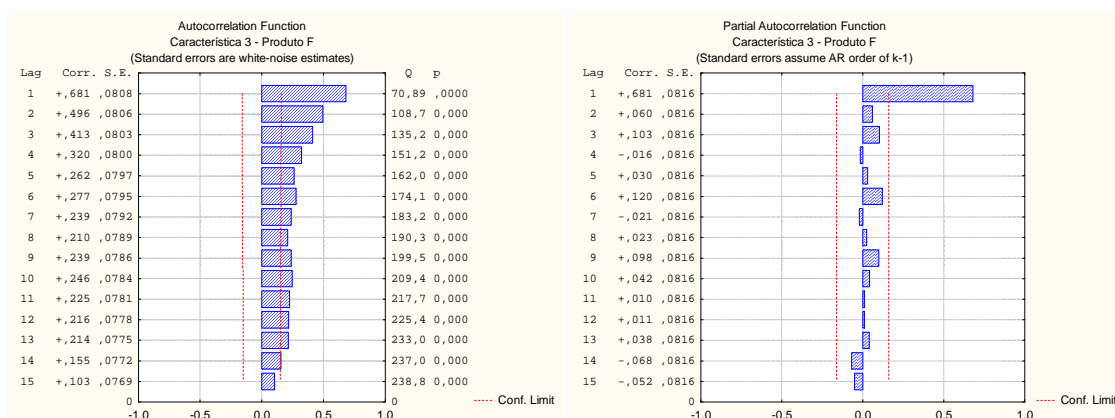 Autocorrelation Function
Característica 3 - Produto F
(Standard errors are white-noise estimates)
Lag Corr. S.E. Q p
1 +,681 ,0808 70,89 ,0000
2 +,496 ,0806 108,7 0,000
3 +,413 ,0803 135,2 0,000
4 +,320 ,0800 151,2 0,000
5 +,262 ,0797 162,0 0,000
6 +,277 ,0795 174,1 0,000
7 +,239 ,0792 183,2 0,000
8 +,210 ,0789 190,3 0,000
9 +,239 ,0786 199,5 0,000
10 +,246 ,0784 209,4 0,000
11 +,225 ,0781 217,7 0,000
12 +,216 ,0778 225,4 0,000
13 +,214 ,0775 233,0 0,000
14 +,155 ,0772 237,0 0,000
15 +,103 ,0769 238,8 0,000
0 0
-1.0 -0.5 0.0 0.5 1.0
Conf. Limit
Partial Autocorrelation Function
Característica 3 - Produto F
(Standard errors assume AR order of k-1)
Lag Corr. S.E.
1 +,681 ,0816
2 +,060 ,0816
3 +,103 ,0816
4 -,016 ,0816
5 +,030 ,0816
6 +,120 ,0816
7 -,021 ,0816
8 +,023 ,0816
9 +,098 ,0816
10 +,042 ,0816
11 +,010 ,0816
12 +,011 ,0816
13 +,038 ,0816
14 -,068 ,0816
15 -,052 ,0816
0 0
-1.0 -0.5 0.0 0.5 1.0
Conf. Limit